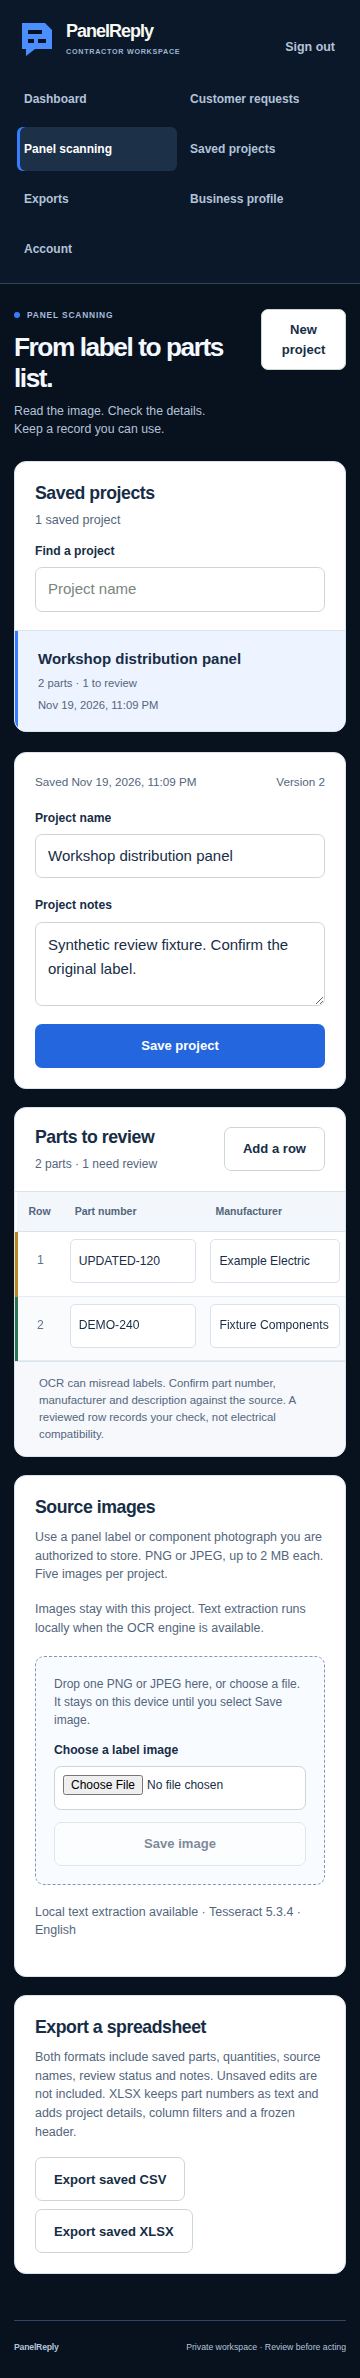 PanelReply
CONTRACTOR WORKSPACE
Sign out
Dashboard
Customer requests
Panel scanning
Saved projects
Exports
Business profile
Account
PANEL SCANNING
From label to parts
list.
New
project
Read the image. Check the details.
Keep a record you can use.
Saved projects
1 saved project
Find a project
Project name
Workshop distribution panel
2 parts · 1 to review
Nov 19, 2026, 11:09 PM
Saved Nov 19, 2026, 11:09 PM
Version 2
Project name
Workshop distribution panel
Project notes
Synthetic review fixture. Confirm the
original label.
Save project
Parts to review
2 parts · 1 need review
Add a row
Row Part number Manufacturer
1 UPDATED-120 Example Electric
2 DEMO-240 Fixture Components
OCR can misread labels. Confirm part number,
manufacturer and description against the source. A
reviewed row records your check, not electrical
compatibility.
Source images
Use a panel label or component photograph you are
authorized to store. PNG or JPEG, up to 2 MB each.
Five images per project.
Images stay with this project. Text extraction runs
locally when the OCR engine is available.
Drop one PNG or JPEG here, or choose a file.
It stays on this device until you select Save
image.
Choose a label image
Choose File No file chosen
Save image
Local text extraction available · Tesseract 5.3.4 ·
English
Export a spreadsheet
Both formats include saved parts, quantities, source
names, review status and notes. Unsaved edits are
not included. XLSX keeps part numbers as text and
adds project details, column filters and a frozen
header.
Export saved CSV
Export saved XLSX
PanelReply
Private workspace · Review before acting